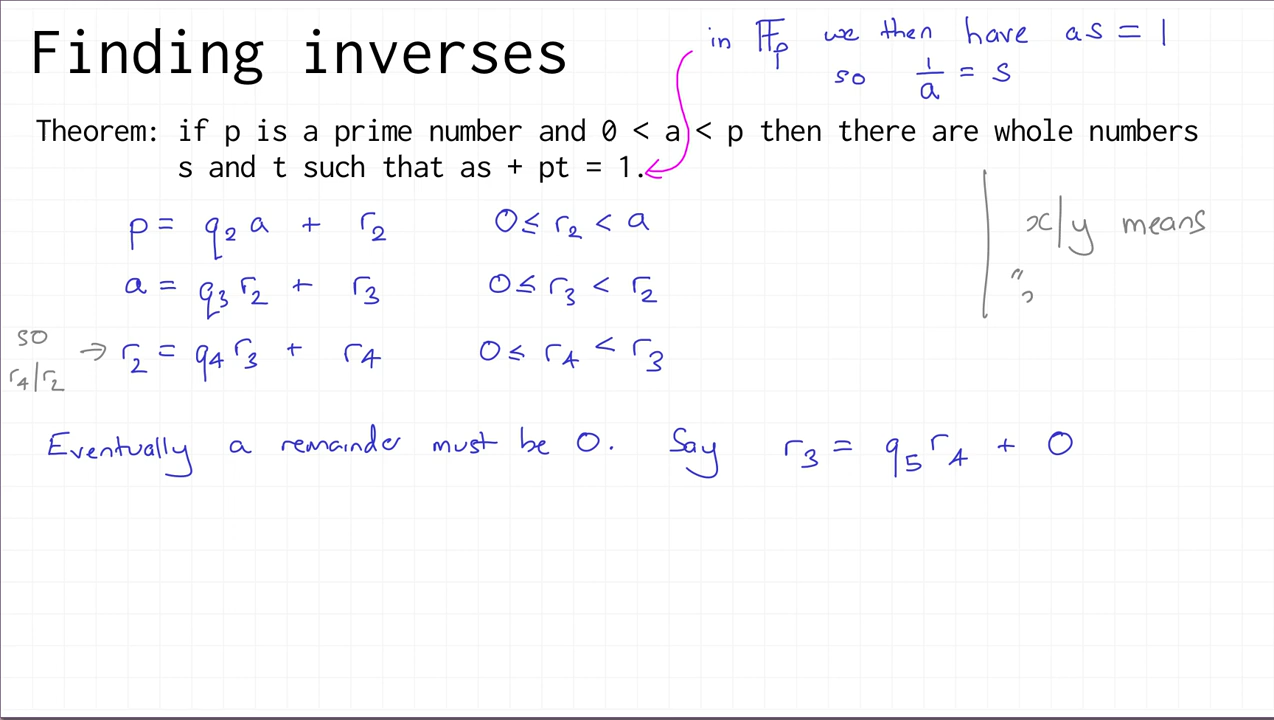 Finding inverses
in 𝔽p we then have as = 1
so 1/a = s
Theorem: if p is a prime number and 0 < a < p then there are whole numbers
s and t such that as + pt = 1.
p = q₂ a + r₂ 0 ≤ r₂ < a
a = q₃ r₂ + r₃ 0 ≤ r₃ < r₂
so → r₂ = q₄ r₃ + r₄ 0 ≤ r₄ < r₃
r₄|r₂
x|y means
"
Eventually a remainder must be 0. Say r₃ = q₅ r₄ + 0